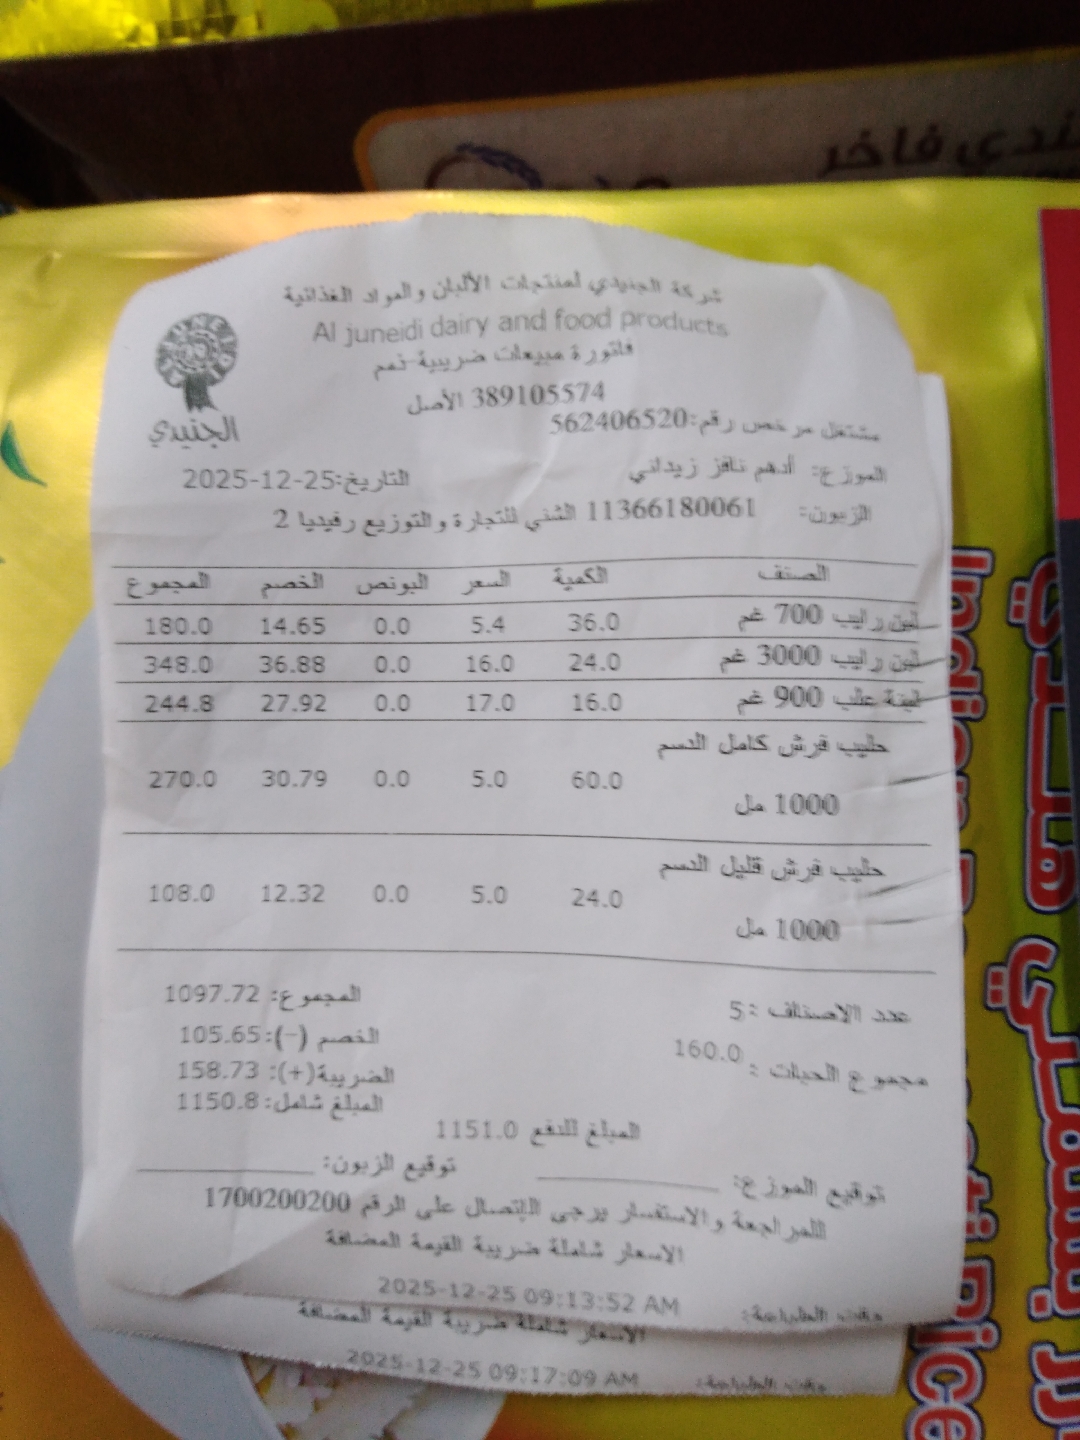 ندي فاخر
شركة الجنيدي لمنتجات الألبان والمواد الغذائية
Al juneidi dairy and food products
فاتورة مبيعات ضريبية-ذمم
389105574 الأصل
الجنيدي
مشتغل مرخص رقم:562406520
الموزع: أدهم نافز زيداني التاريخ:2025-12-25
الزبون: 11366180061 الشني للتجارة والتوزيع رفيديا 2
الصنف الكمية السعر البونص الخصم المجموع
لبن رايب 700 غم 36.0 5.4 0.0 14.65 180.0
لبن رايب 3000 غم 24.0 16.0 0.0 36.88 348.0
لبنة علب 900 غم 16.0 17.0 0.0 27.92 244.8
حليب فرش كامل الدسم
1000 مل 60.0 5.0 0.0 30.79 270.0
حليب فرش قليل الدسم
1000 مل 24.0 5.0 0.0 12.32 108.0
عدد الاصناف :5 المجموع: 1097.72
الخصم (-):105.65
مجموع الحبات : 160.0 الضريبة(+): 158.73
المبلغ شامل:1150.8
المبلغ للدفع 1151.0
توقيع الموزع: توقيع الزبون:
للمراجعة والاستفسار يرجى الإتصال على الرقم 1700200200
الاسعار شاملة ضريبة القيمة المضافة
وقت الطباعة: 2025-12-25 09:13:52 AM
الاسعار شاملة ضريبة القيمة المضافة
وقت الطباعة: 2025-12-25 09:17:09 AM